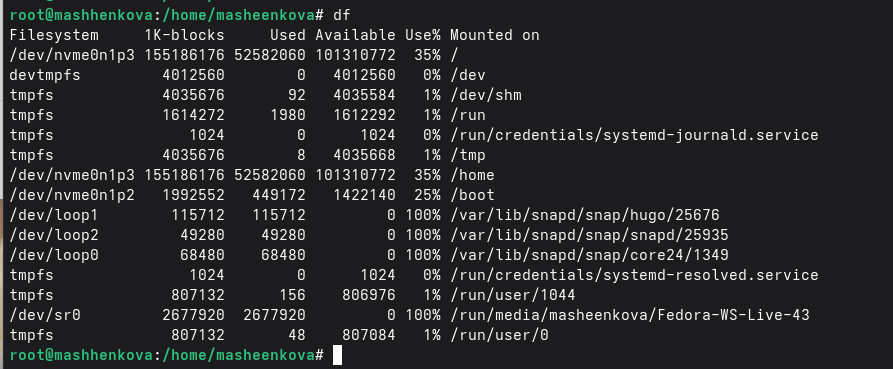 root@mashhenkova:/home/masheenkova# df
Filesystem     1K-blocks     Used Available Use% Mounted on
/dev/nvme0n1p3 155186176 52582060 101310772  35% /
devtmpfs         4012560        0   4012560   0% /dev
tmpfs            4035676       92   4035584   1% /dev/shm
tmpfs            1614272     1980   1612292   1% /run
tmpfs               1024        0      1024   0% /run/credentials/systemd-journald.service
tmpfs            4035676        8   4035668   1% /tmp
/dev/nvme0n1p3 155186176 52582060 101310772  35% /home
/dev/nvme0n1p2   1992552   449172   1422140  25% /boot
/dev/loop1        115712   115712         0 100% /var/lib/snapd/snap/hugo/25676
/dev/loop2         49280    49280         0 100% /var/lib/snapd/snap/snapd/25935
/dev/loop0         68480    68480         0 100% /var/lib/snapd/snap/core24/1349
tmpfs               1024        0      1024   0% /run/credentials/systemd-resolved.service
tmpfs             807132      156    806976   1% /run/user/1044
/dev/sr0         2677920  2677920         0 100% /run/media/masheenkova/Fedora-WS-Live-43
tmpfs             807132       48    807084   1% /run/user/0
root@mashhenkova:/home/masheenkova#